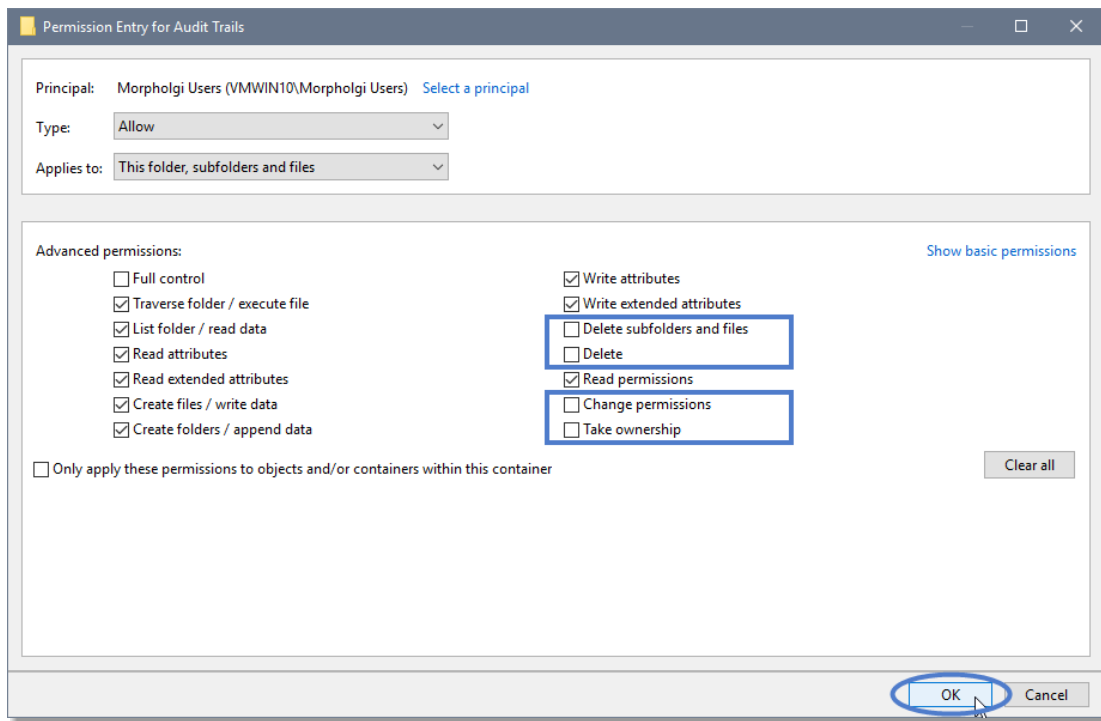 Permission Entry for Audit Trails
Principal: Morpholgi Users (VMWIN10\Morpholgi Users) Select a principal
Type: Allow
Applies to: This folder, subfolders and files
Advanced permissions: Show basic permissions
Full control Write attributes
Traverse folder / execute file Write extended attributes
List folder / read data Delete subfolders and files
Read attributes Delete
Read extended attributes Read permissions
Create files / write data Change permissions
Create folders / append data Take ownership
Only apply these permissions to objects and/or containers within this container Clear all
OK Cancel